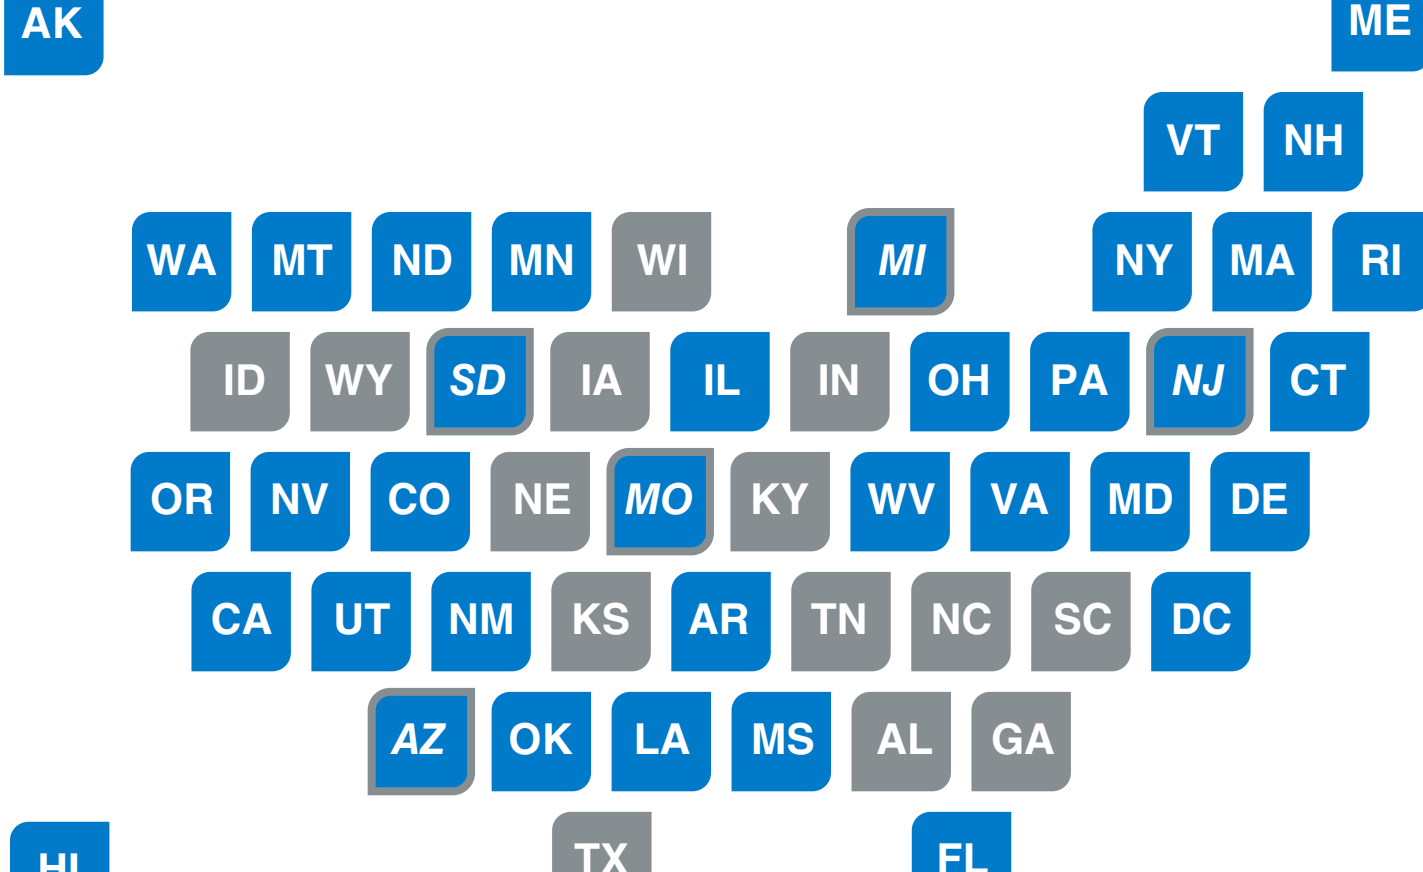 AK ME
VT NH
WA MT ND MN WI MI NY MA RI
ID WY SD IA IL IN OH PA NJ CT
OR NV CO NE MO KY WV VA MD DE
CA UT NM KS AR TN NC SC DC
AZ OK LA MS AL GA
HI TX FL